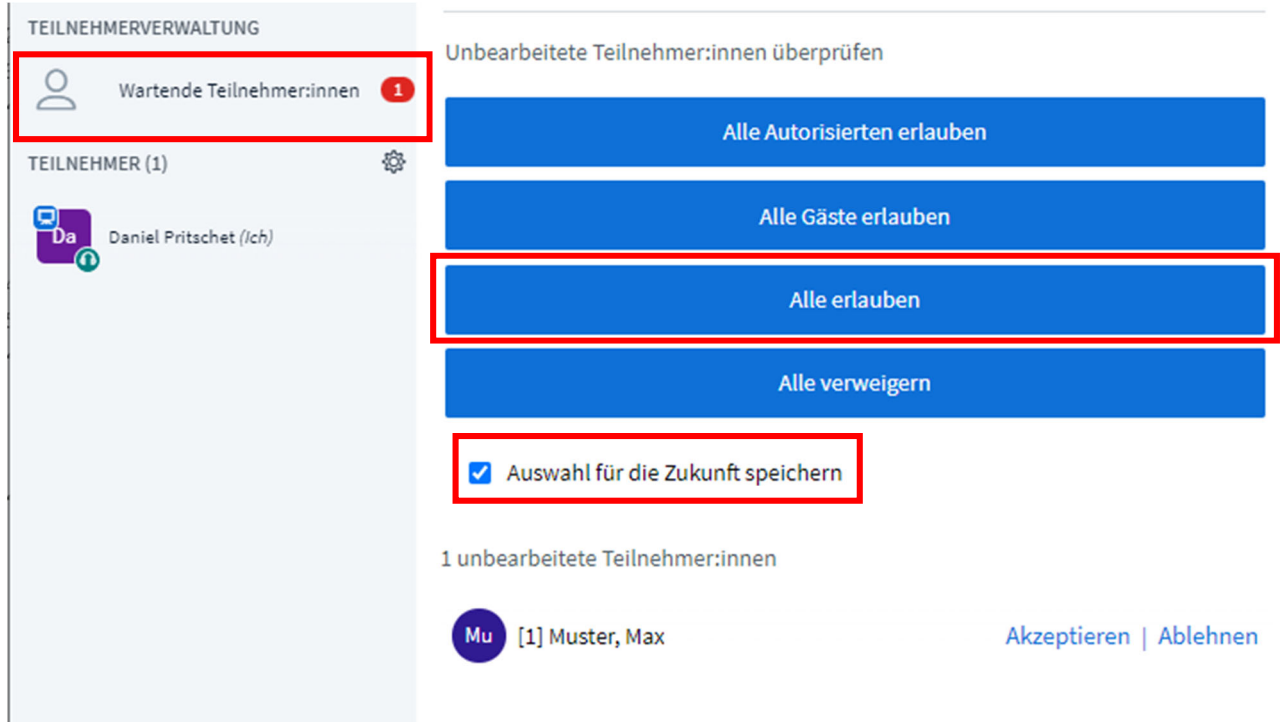 TEILNEHMERVERWALTUNG
Wartende Teilnehmer:innen 1
TEILNEHMER (1)
Da Daniel Pritschet (Ich)
Unbearbeitete Teilnehmer:innen überprüfen
Alle Autorisierten erlauben
Alle Gäste erlauben
Alle erlauben
Alle verweigern
Auswahl für die Zukunft speichern
1 unbearbeitete Teilnehmer:innen
Mu [1] Muster, Max Akzeptieren | Ablehnen